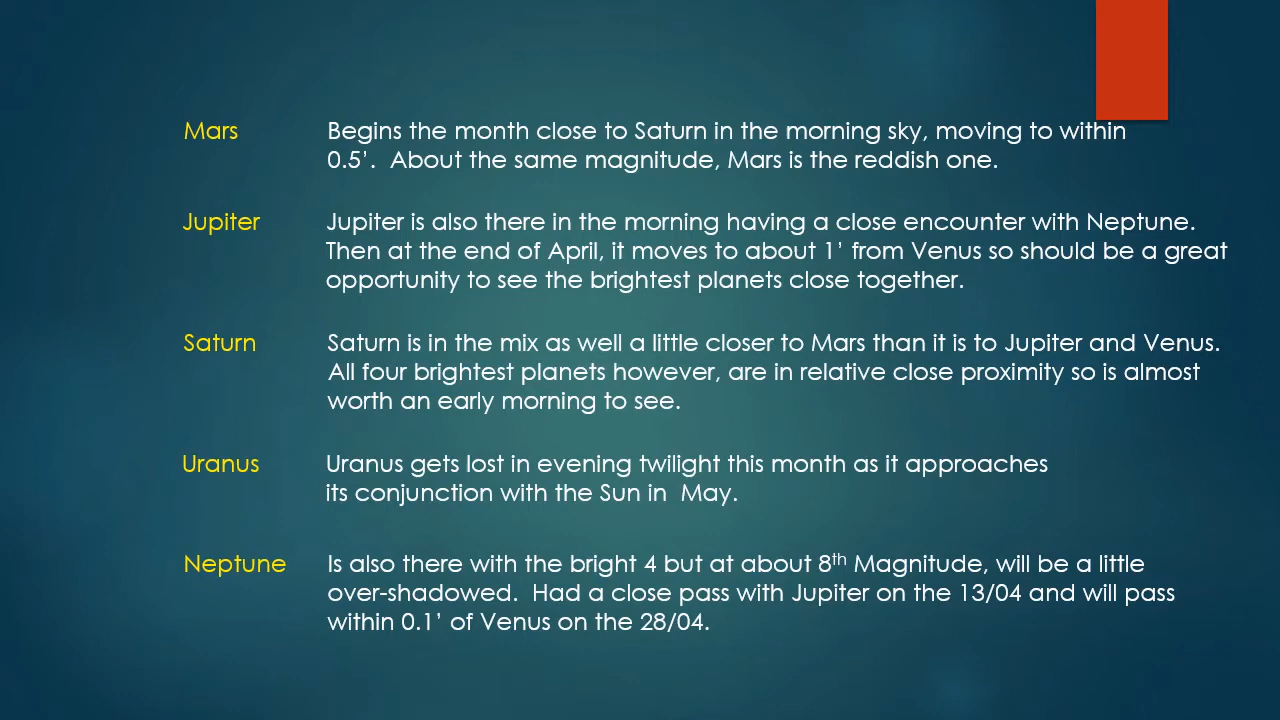 Mars Begins the month close to Saturn in the morning sky, moving to within
0.5’.  About the same magnitude, Mars is the reddish one.
Jupiter Jupiter is also there in the morning having a close encounter with Neptune.
Then at the end of April, it moves to about 1’ from Venus so should be a great
opportunity to see the brightest planets close together.
Saturn Saturn is in the mix as well a little closer to Mars than it is to Jupiter and Venus.
All four brightest planets however, are in relative close proximity so is almost
worth an early morning to see.
Uranus Uranus gets lost in evening twilight this month as it approaches
its conjunction with the Sun in  May.
Neptune Is also there with the bright 4 but at about 8th Magnitude, will be a little
over-shadowed.  Had a close pass with Jupiter on the 13/04 and will pass
within 0.1’ of Venus on the 28/04.